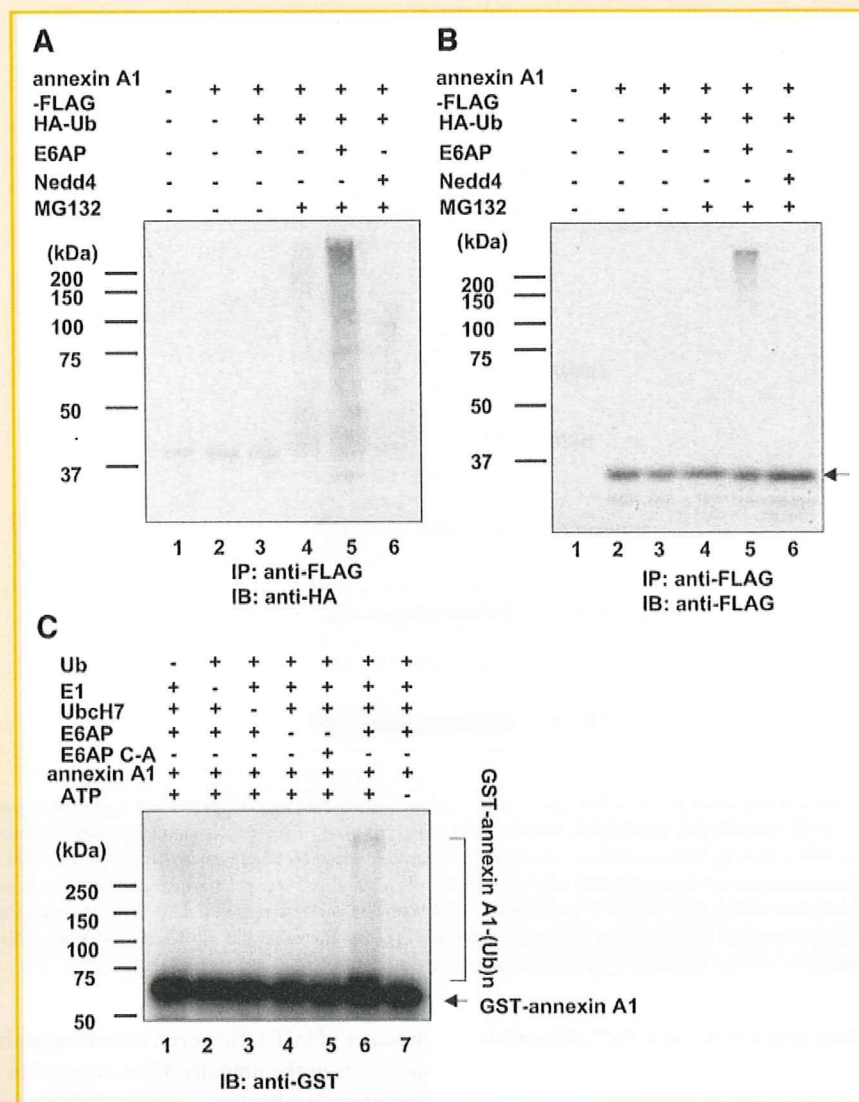 A
annexin A1 - + + + + +
-FLAG
HA-Ub - - + + + +
E6AP - - - - + -
Nedd4 - - - - - +
MG132 - - - + + +
(kDa)
200
150
100
75
50
37
1 2 3 4 5 6
IP: anti-FLAG
IB: anti-HA
B
annexin A1 - + + + + +
-FLAG
HA-Ub - - + + + +
E6AP - - - - + -
Nedd4 - - - - - +
MG132 - - - + + +
(kDa)
200
150
100
75
50
37
1 2 3 4 5 6
IP: anti-FLAG
IB: anti-FLAG
C
Ub - + + + + + +
E1 + - + + + + +
UbcH7 + + - + + + +
E6AP + + + - - + +
E6AP C-A - - - - + - -
annexin A1 + + + + + + +
ATP + + + + + + -
(kDa)
250
150
100
75
50
GST-annexin A1-(Ub)n
GST-annexin A1
1 2 3 4 5 6 7
IB: anti-GST